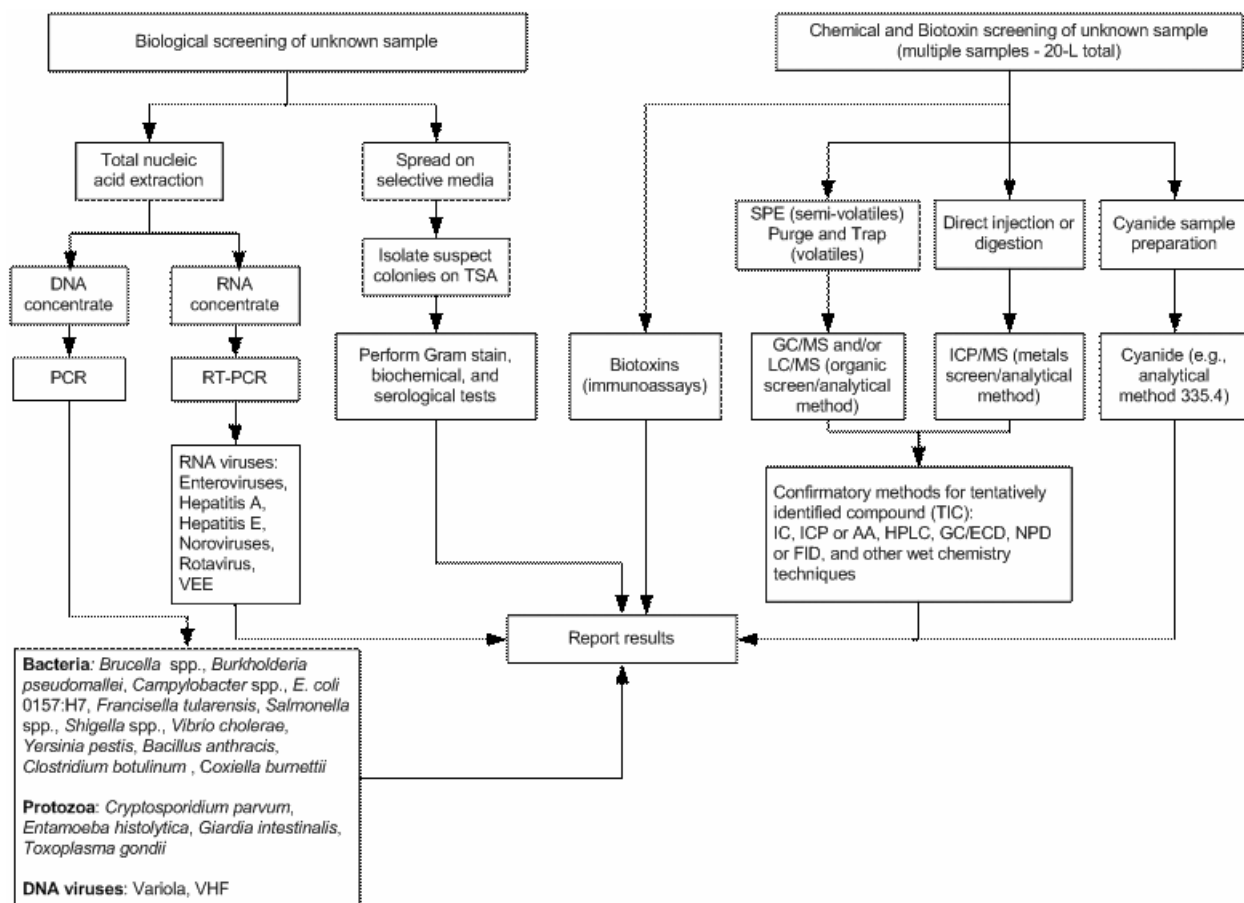 Biological screening of unknown sample
Chemical and Biotoxin screening of unknown sample
(multiple samples - 20-L total)
Total nucleic
acid extraction
Spread on
selective media
SPE (semi-volatiles)
Purge and Trap
(volatiles)
Direct injection or
digestion
Cyanide sample
preparation
DNA
concentrate
RNA
concentrate
Isolate suspect
colonies on TSA
PCR
RT-PCR
Perform Gram stain,
biochemical, and
serological tests
Biotoxins
(immunoassays)
GC/MS and/or
LC/MS (organic
screen/analytical
method)
ICP/MS (metals
screen/analytical
method)
Cyanide (e.g.,
analytical
method 335.4)
RNA viruses:
Enteroviruses,
Hepatitis A,
Hepatitis E,
Noroviruses,
Rotavirus,
VEE
Confirmatory methods for tentatively
identified compound (TIC):
IC, ICP or AA, HPLC, GC/ECD, NPD
or FID, and other wet chemistry
techniques
Report results
Bacteria: Brucella spp., Burkholderia
pseudomallei, Campylobacter spp., E. coli
0157:H7, Francisella tularensis, Salmonella
spp., Shigella spp., Vibrio cholerae,
Yersinia pestis, Bacillus anthracis,
Clostridium botulinum , Coxiella burnettii
Protozoa: Cryptosporidium parvum,
Entamoeba histolytica, Giardia intestinalis,
Toxoplasma gondii
DNA viruses: Variola, VHF